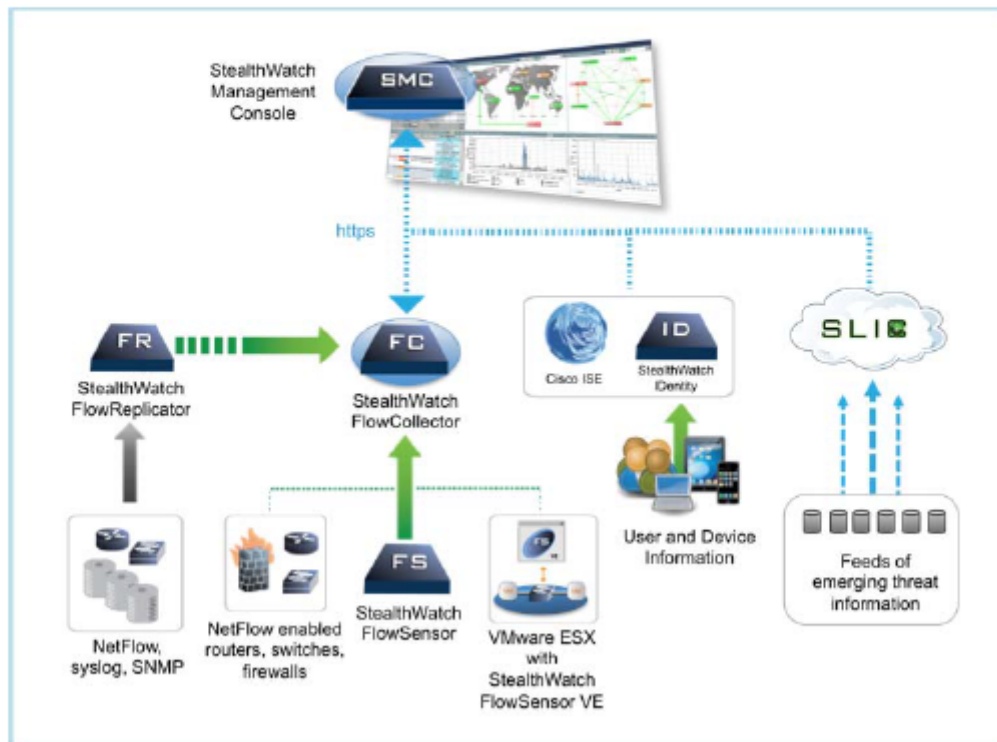 StealthWatch
Management
Console
SMC
https
FR
FC
ID
Cisco ISE
StealthWatch
IDentity
SLIC
StealthWatch
FlowReplicator
StealthWatch
FlowCollector
FS
FS
VE
User and Device
Information
Feeds of
emerging threat
information
NetFlow,
syslog, SNMP
NetFlow enabled
routers, switches,
firewalls
StealthWatch
FlowSensor
VMware ESX
with
StealthWatch
FlowSensor VE